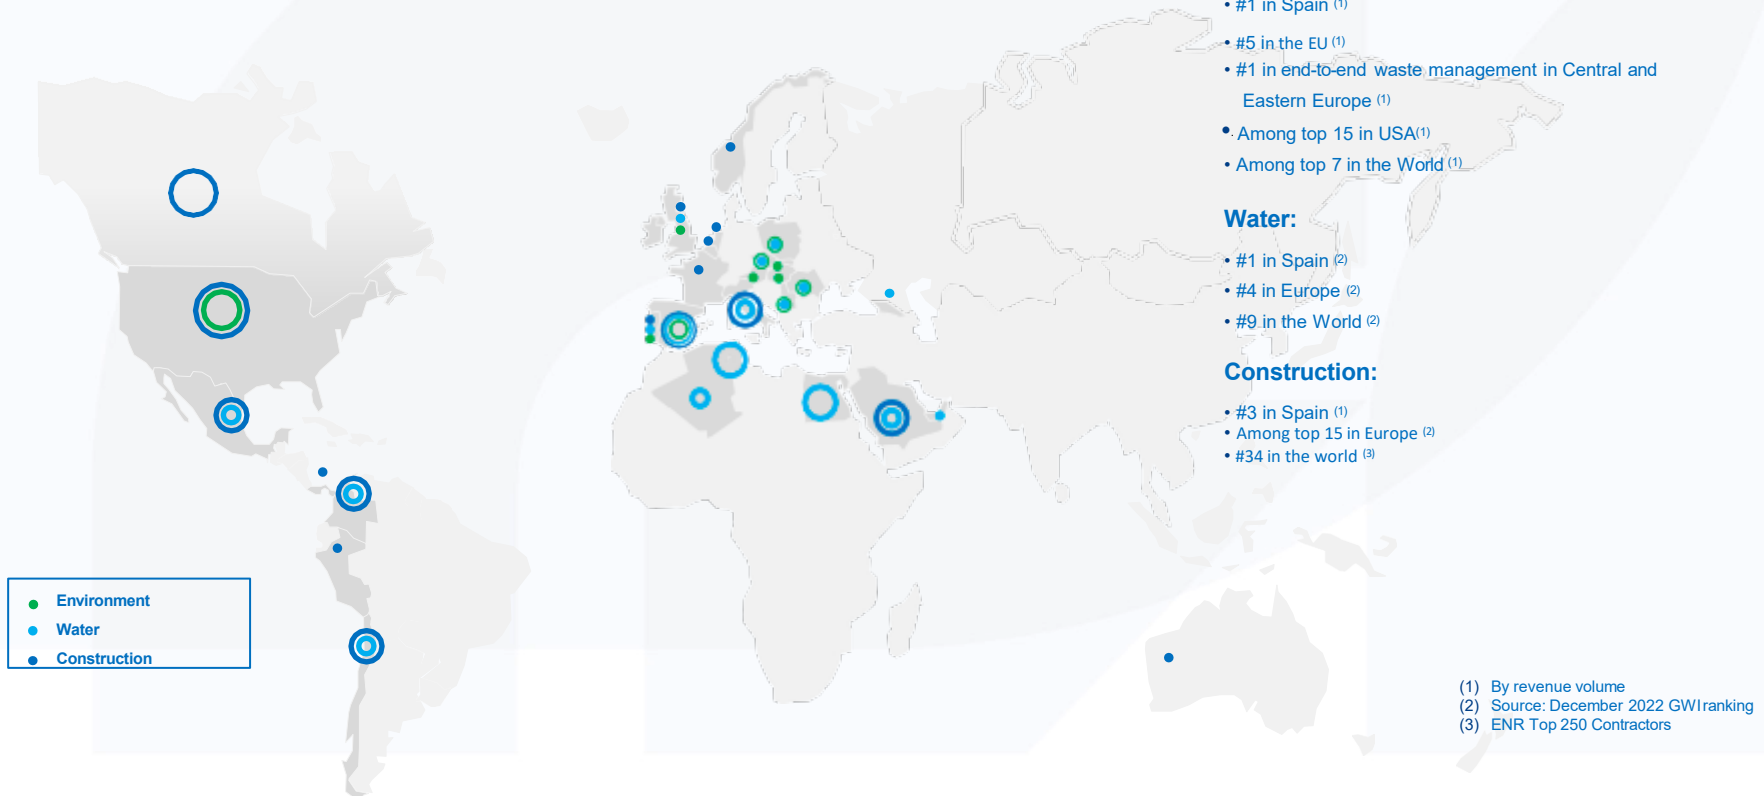 • #1 in Spain (1)
• #5 in the EU (1)
• #1 in end-to-end waste management in Central and
Eastern Europe (1)
•. Among top 15 in USA(1)
• Among top 7 in the World (1)
Water:
• #1 in Spain (2)
• #4 in Europe (2)
• #9 in the World (2)
Construction:
• #3 in Spain (1)
• Among top 15 in Europe (2)
• #34 in the world (3)
Environment
Water
Construction
(1) By revenue volume
(2) Source: December 2022 GWI ranking
(3) ENR Top 250 Contractors